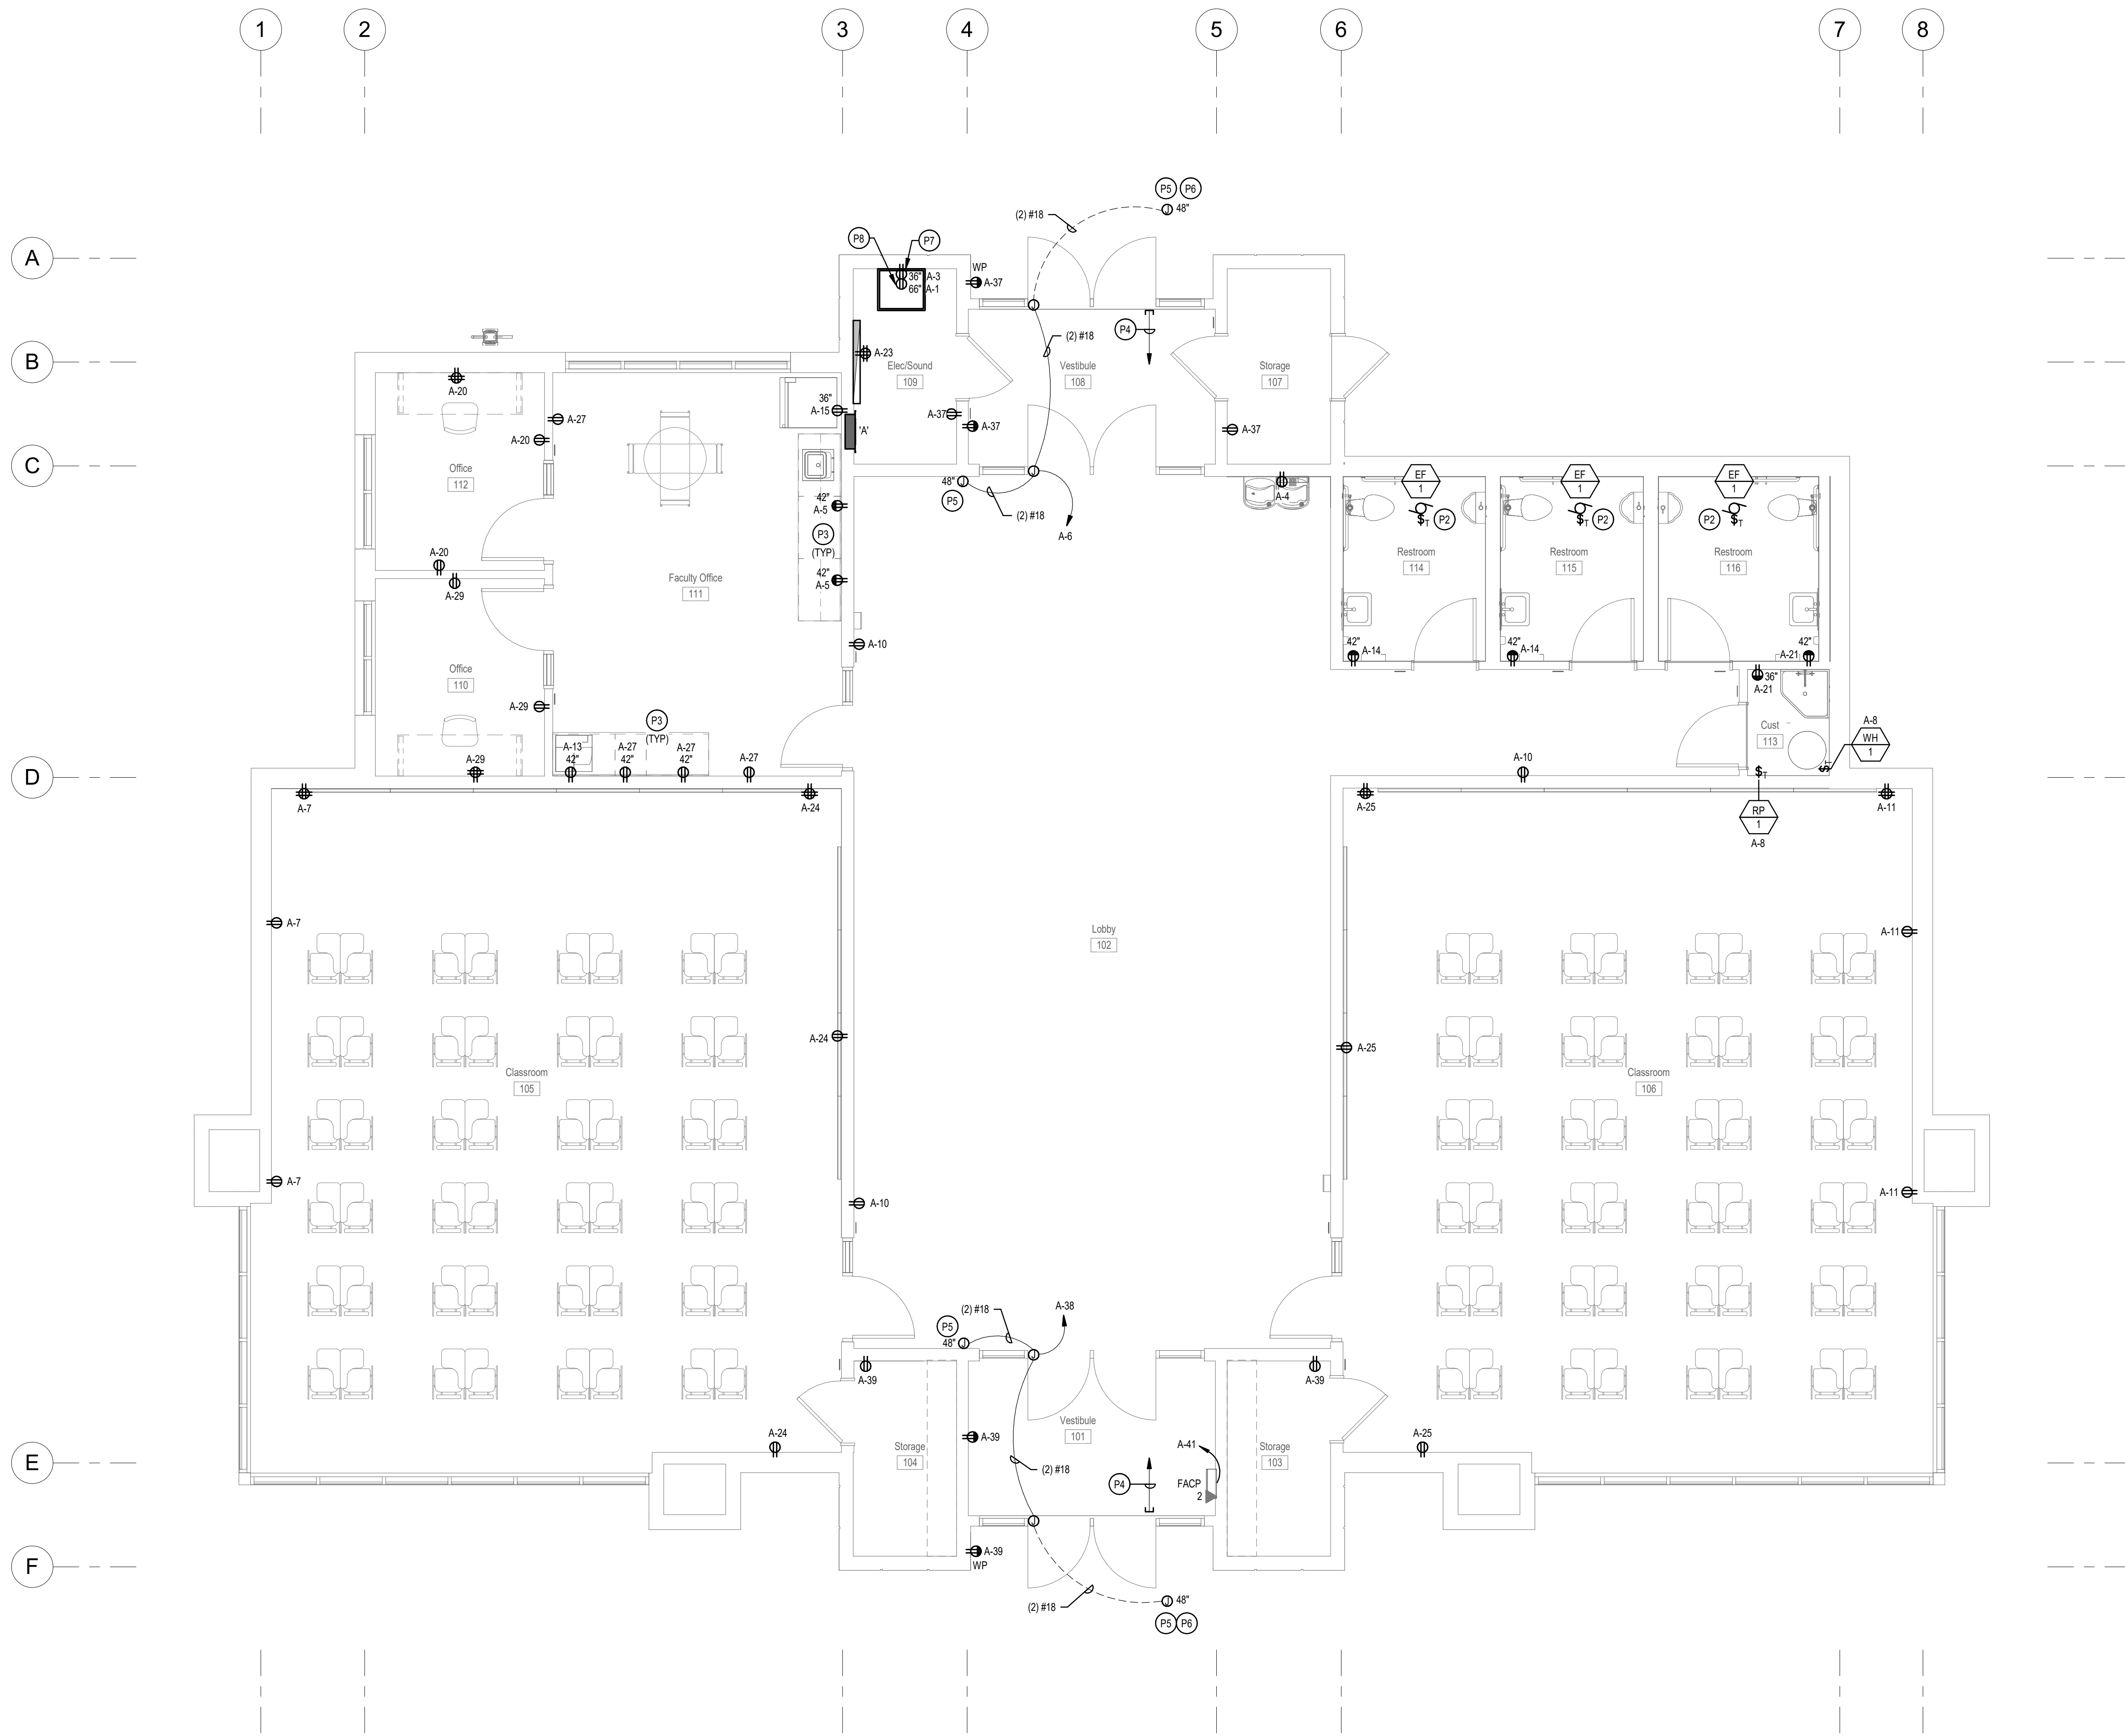 1
2
3
4
5
6
7
8
P5
P6
48"
(2) #18
A
P8
P7
WP
36" A-3
66" A-1
A-37
P4
(2) #18
B
A-23
Elec/Sound
109
Vestibule
108
Storage
107
A-20
36"
A-15
A-27
A-37
A-37
A-37
'A'
A-20
C
Office
112
48"
P5
(2) #18
A-6
A-4
EF
1
EF
1
EF
1
$T
P2
$T
P2
P2
$T
42"
A-5
P3
(TYP)
42"
A-5
A-20
A-29
Faculty Office
111
Restroom
114
Restroom
115
Restroom
116
A-10
42"
A-14
42"
A-14
42"
A-21
36"
A-21
Office
110
A-29
P3
(TYP)
Cust
113
A-8
WH
1
$T
$T
A-29
A-13
42"
A-27
42"
A-27
42"
A-27
A-10
D
A-7
A-24
A-25
A-11
RP
1
A-8
A-7
A-11
Lobby
102
A-24
A-25
Classroom
105
Classroom
106
A-7
A-11
A-10
(2) #18
A-38
P5
48"
A-39
A-39
Vestibule
101
A-24
A-39
A-41
A-25
E
Storage
104
(2) #18
P4
FACP
2
Storage
103
A-39
WP
F
(2) #18
48"
P5
P6
J
J
J
J
J
J
J
J